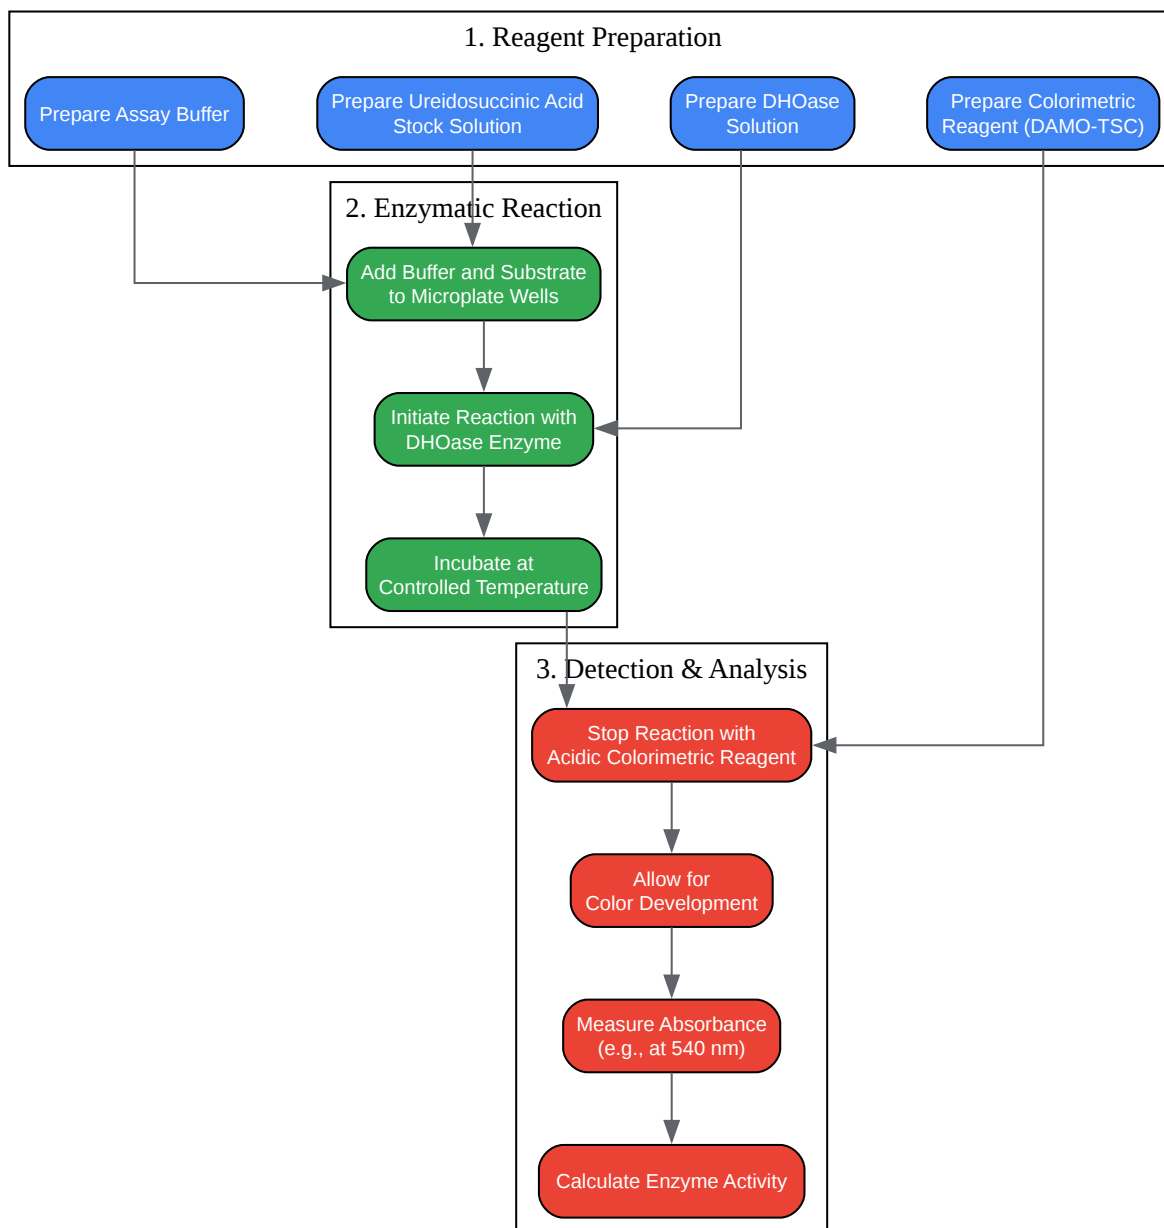 1. Reagent Preparation
Prepare Assay Buffer
Prepare Ureidosuccinic Acid
Stock Solution
Prepare DHOase
Solution
Prepare Colorimetric
Reagent (DAMO-TSC)
2. Enzymatic Reaction
Add Buffer and Substrate
to Microplate Wells
Initiate Reaction with
DHOase Enzyme
Incubate at
Controlled Temperature
3. Detection & Analysis
Stop Reaction with
Acidic Colorimetric Reagent
Allow for
Color Development
Measure Absorbance
(e.g., at 540 nm)
Calculate Enzyme Activity